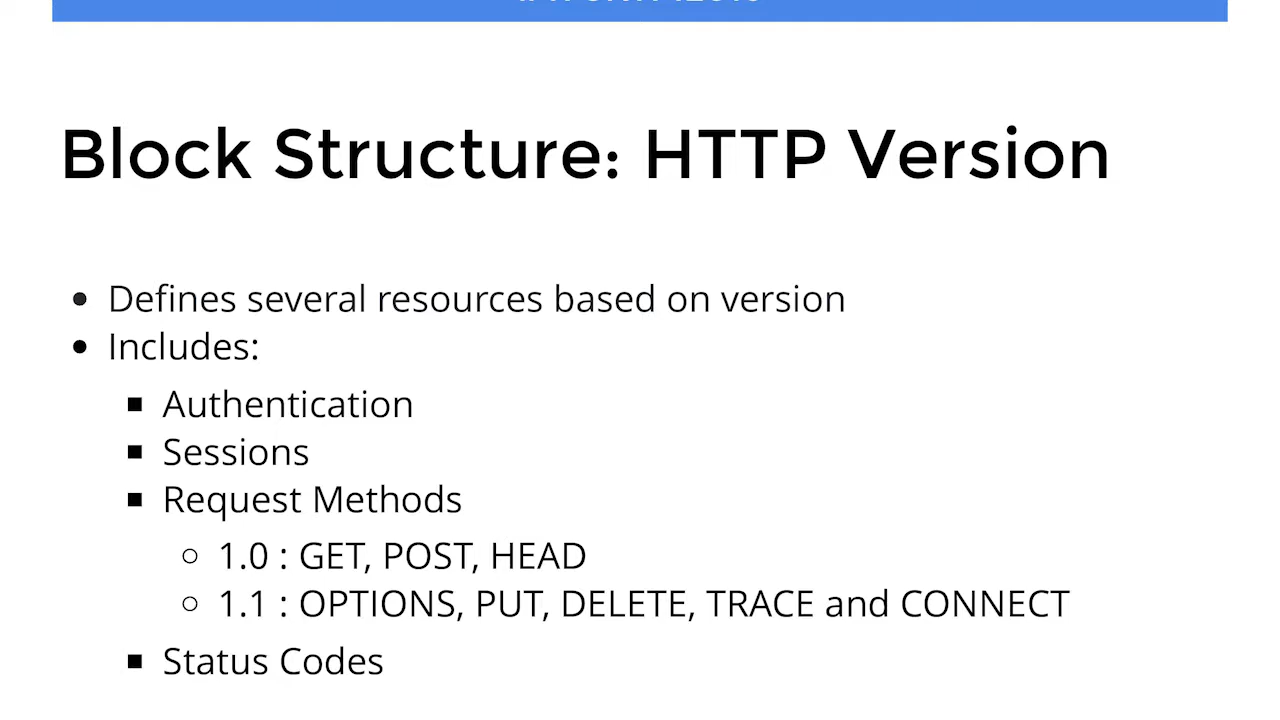 Block Structure: HTTP Version
Defines several resources based on version
Includes:
Authentication
Sessions
Request Methods
1.0 : GET, POST, HEAD
1.1 : OPTIONS, PUT, DELETE, TRACE and CONNECT
Status Codes